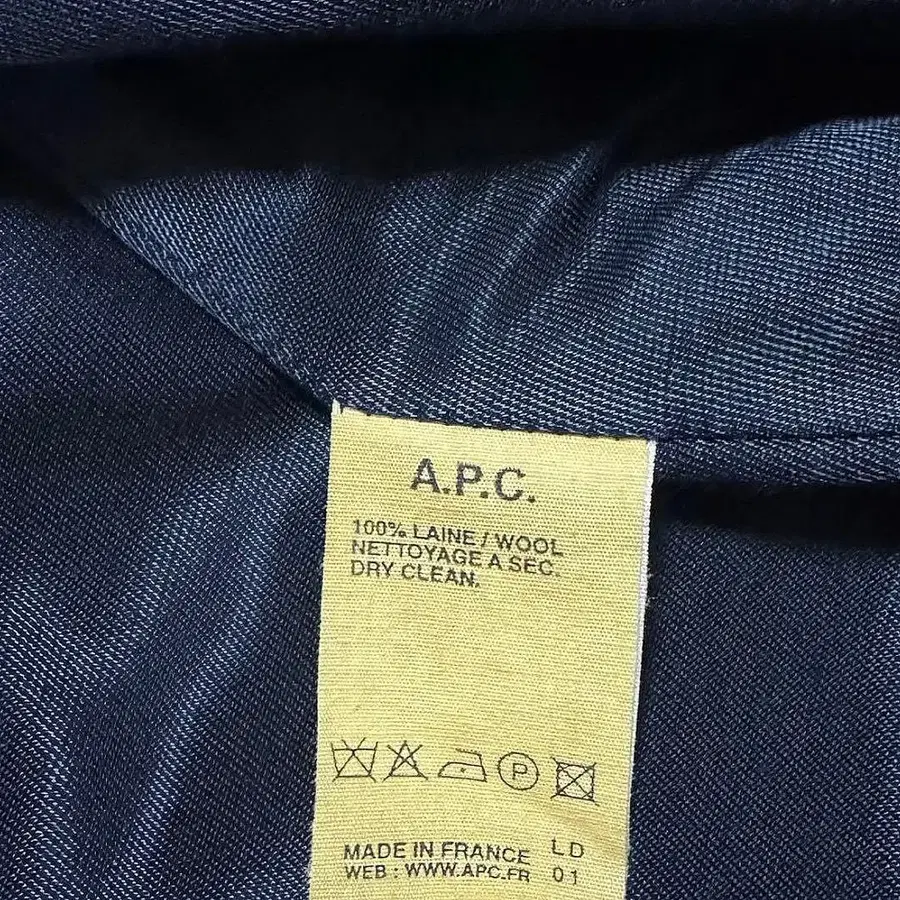 A.P.C.
100% LAINE / WOOL
NETTOYAGE A SEC.
DRY CLEAN.
P
MADE IN FRANCE LD
WEB : WWW.APC.FR 01